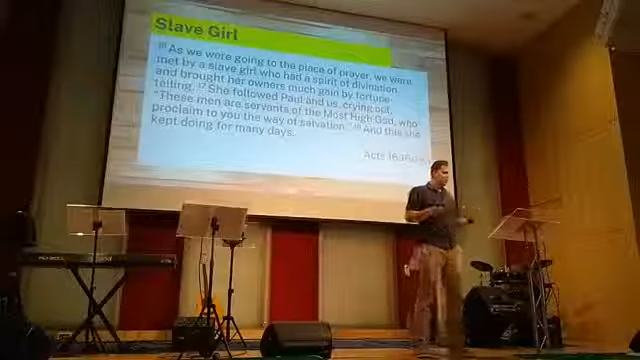 Slave Girl
16 As we were going to the place of prayer, we were
met by a slave girl who had a spirit of divination
and brought her owners much gain by fortune-
telling. 17 She followed Paul and us, crying out,
"These men are servants of the Most High God, who
proclaim to you the way of salvation." 18 And this she
kept doing for many days.
Acts